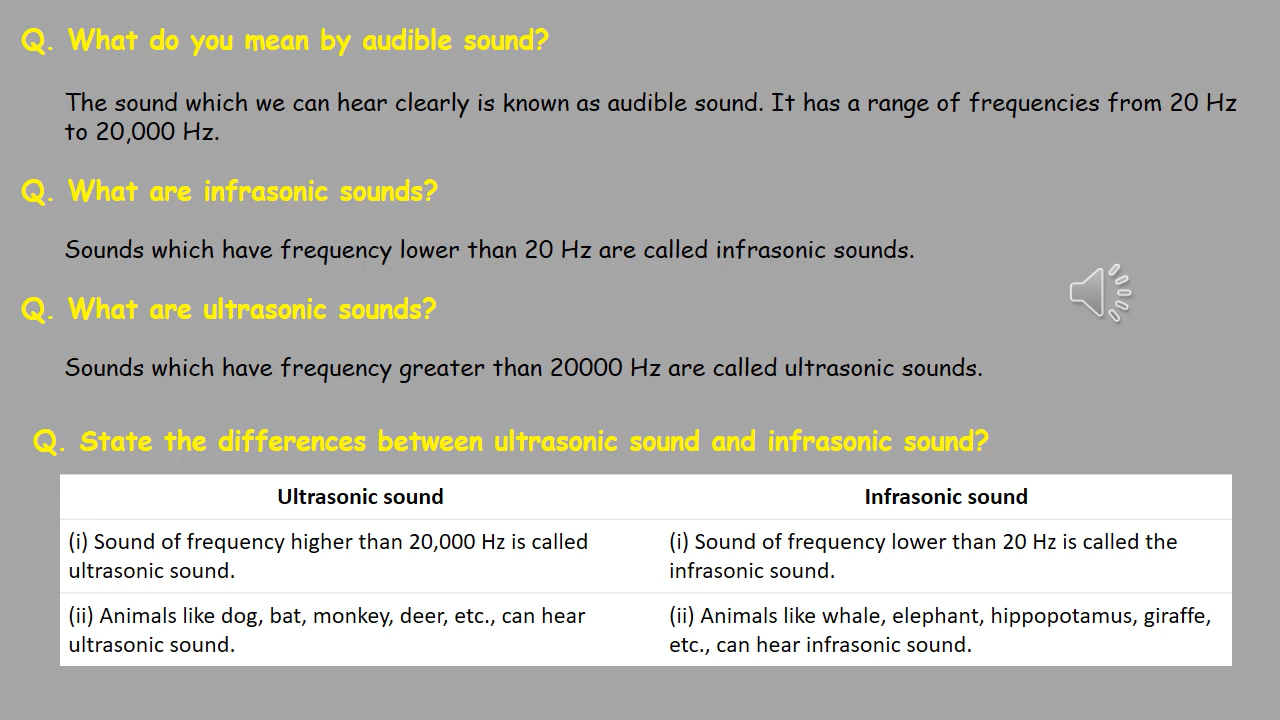 Q. What do you mean by audible sound?
The sound which we can hear clearly is known as audible sound. It has a range of frequencies from 20 Hz
to 20,000 Hz.
Q. What are infrasonic sounds?
Sounds which have frequency lower than 20 Hz are called infrasonic sounds.
Q. What are ultrasonic sounds?
Sounds which have frequency greater than 20000 Hz are called ultrasonic sounds.
Q. State the differences between ultrasonic sound and infrasonic sound?
Ultrasonic sound
Infrasonic sound
(i) Sound of frequency higher than 20,000 Hz is called
ultrasonic sound.
(i) Sound of frequency lower than 20 Hz is called the
infrasonic sound.
(ii) Animals like dog, bat, monkey, deer, etc., can hear
ultrasonic sound.
(ii) Animals like whale, elephant, hippopotamus, giraffe,
etc., can hear infrasonic sound.